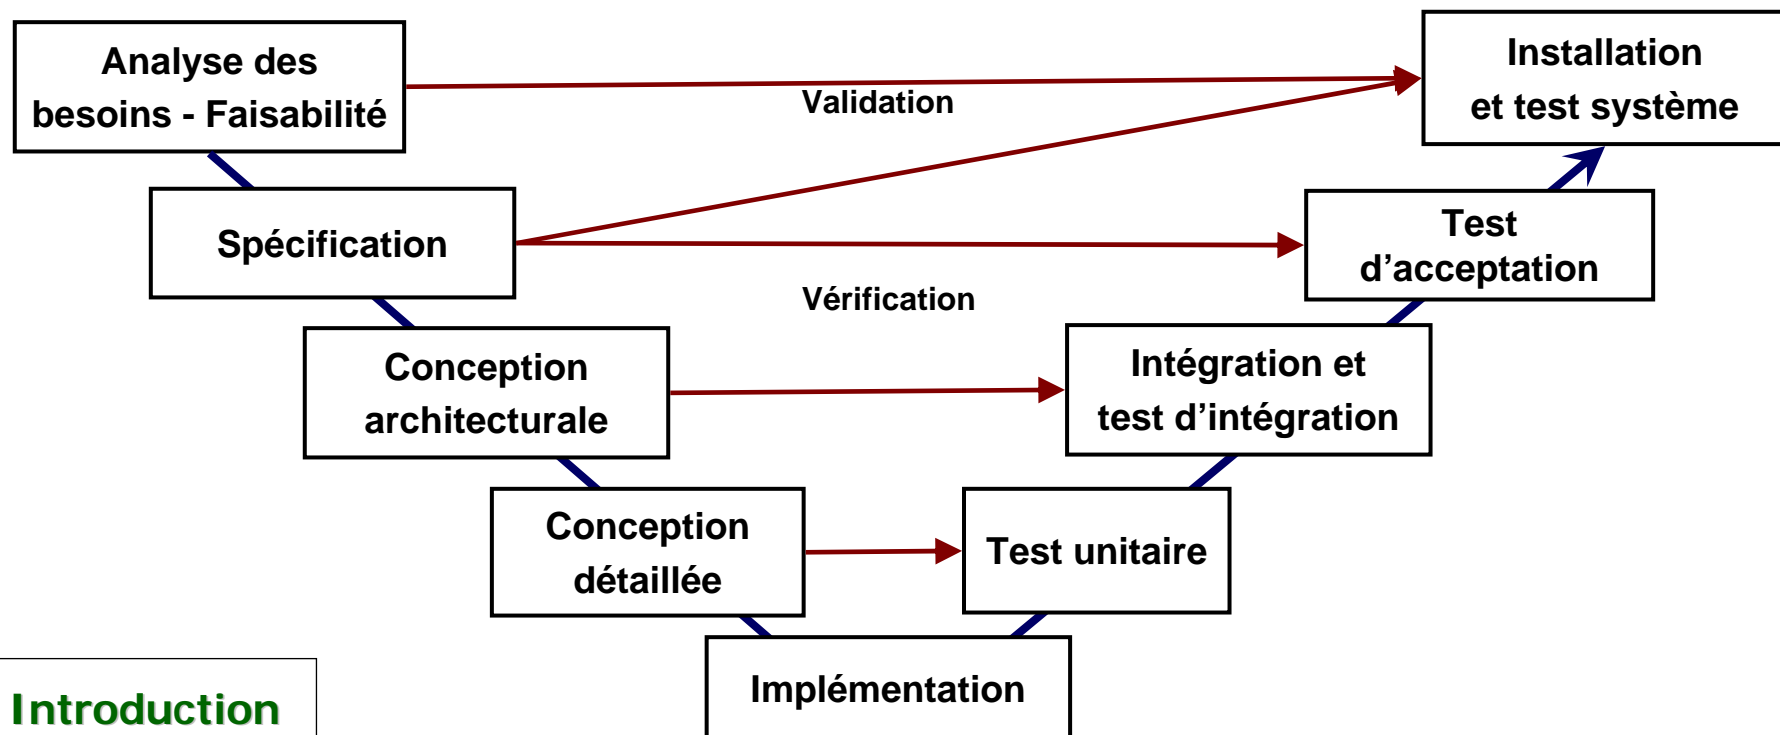 Analyse des
besoins - Faisabilité
Installation
et test système
Validation
Spécification
Test
d’acceptation
Vérification
Conception
architecturale
Intégration et
test d’intégration
Conception
détaillée
Test unitaire
Implémentation
Introduction